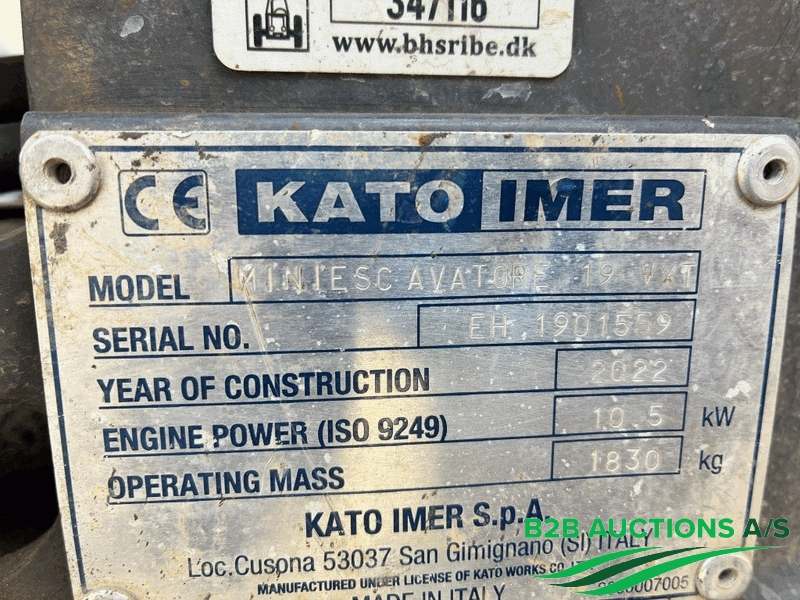 347116
www.bhsribe.dk
CE KATO IMER
MODEL MINIESCAVATORE 19 VXT
SERIAL NO. EH 1901559
YEAR OF CONSTRUCTION 2022
ENGINE POWER (ISO 9249) 10.5 kW
OPERATING MASS 1830 kg
KATO IMER S.p.A.
B2B AUCTIONS A/S
Loc.Cusona 53037 San Gimignano (SI) ITALY
MANUFACTURED UNDER LICENSE OF KATO WORKS CO.
0007005
MADE IN ITALY